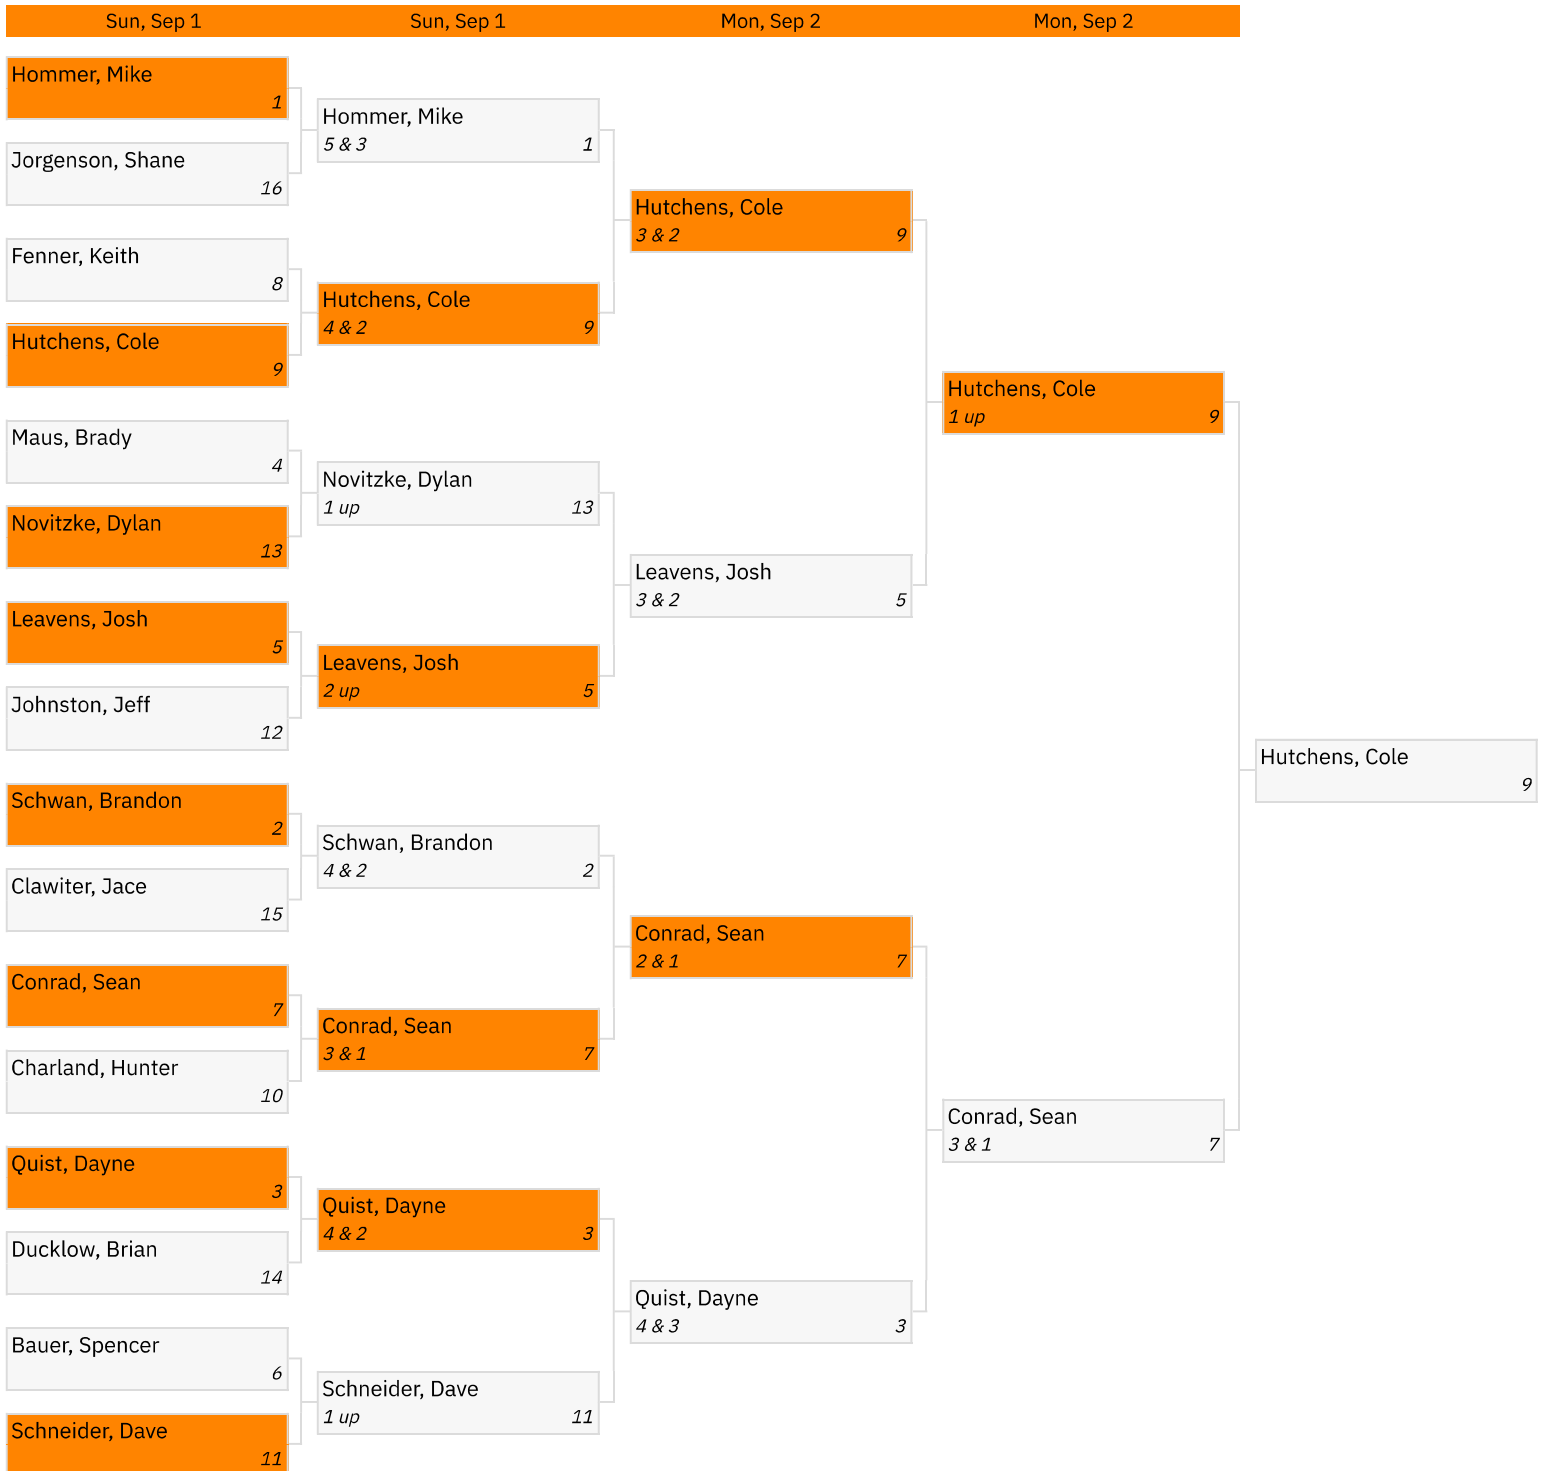 Sun, Sep 1
Sun, Sep 1
Mon, Sep 2
Mon, Sep 2
Hommer, Mike
1
Jorgenson, Shane
16
Fenner, Keith
8
Hutchens, Cole
9
Maus, Brady
4
Novitzke, Dylan
13
Leavens, Josh
5
Johnston, Jeff
12
Schwan, Brandon
2
Clawiter, Jace
15
Conrad, Sean
7
Charland, Hunter
10
Quist, Dayne
3
Ducklow, Brian
14
Bauer, Spencer
6
Schneider, Dave
11
Hommer, Mike
5 & 3 1
Hutchens, Cole
4 & 2 9
Novitzke, Dylan
1 up 13
Leavens, Josh
2 up 5
Schwan, Brandon
4 & 2 2
Conrad, Sean
3 & 1 7
Quist, Dayne
4 & 2 3
Schneider, Dave
1 up 11
Hutchens, Cole
3 & 2 9
Leavens, Josh
3 & 2 5
Conrad, Sean
2 & 1 7
Quist, Dayne
4 & 3 3
Hutchens, Cole
1 up 9
Conrad, Sean
3 & 1 7
Hutchens, Cole
9